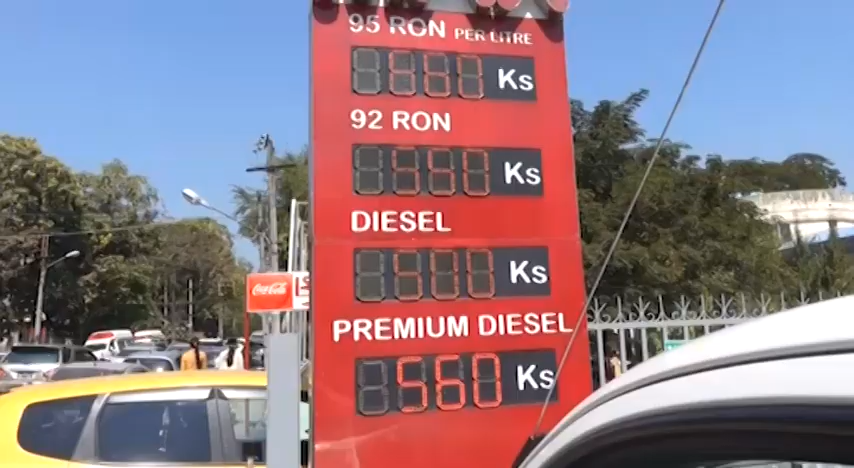 95 RON PER LITRE
Ks
92 RON
Ks
DIESEL
Ks
PREMIUM DIESEL
560 Ks
Coca-Cola